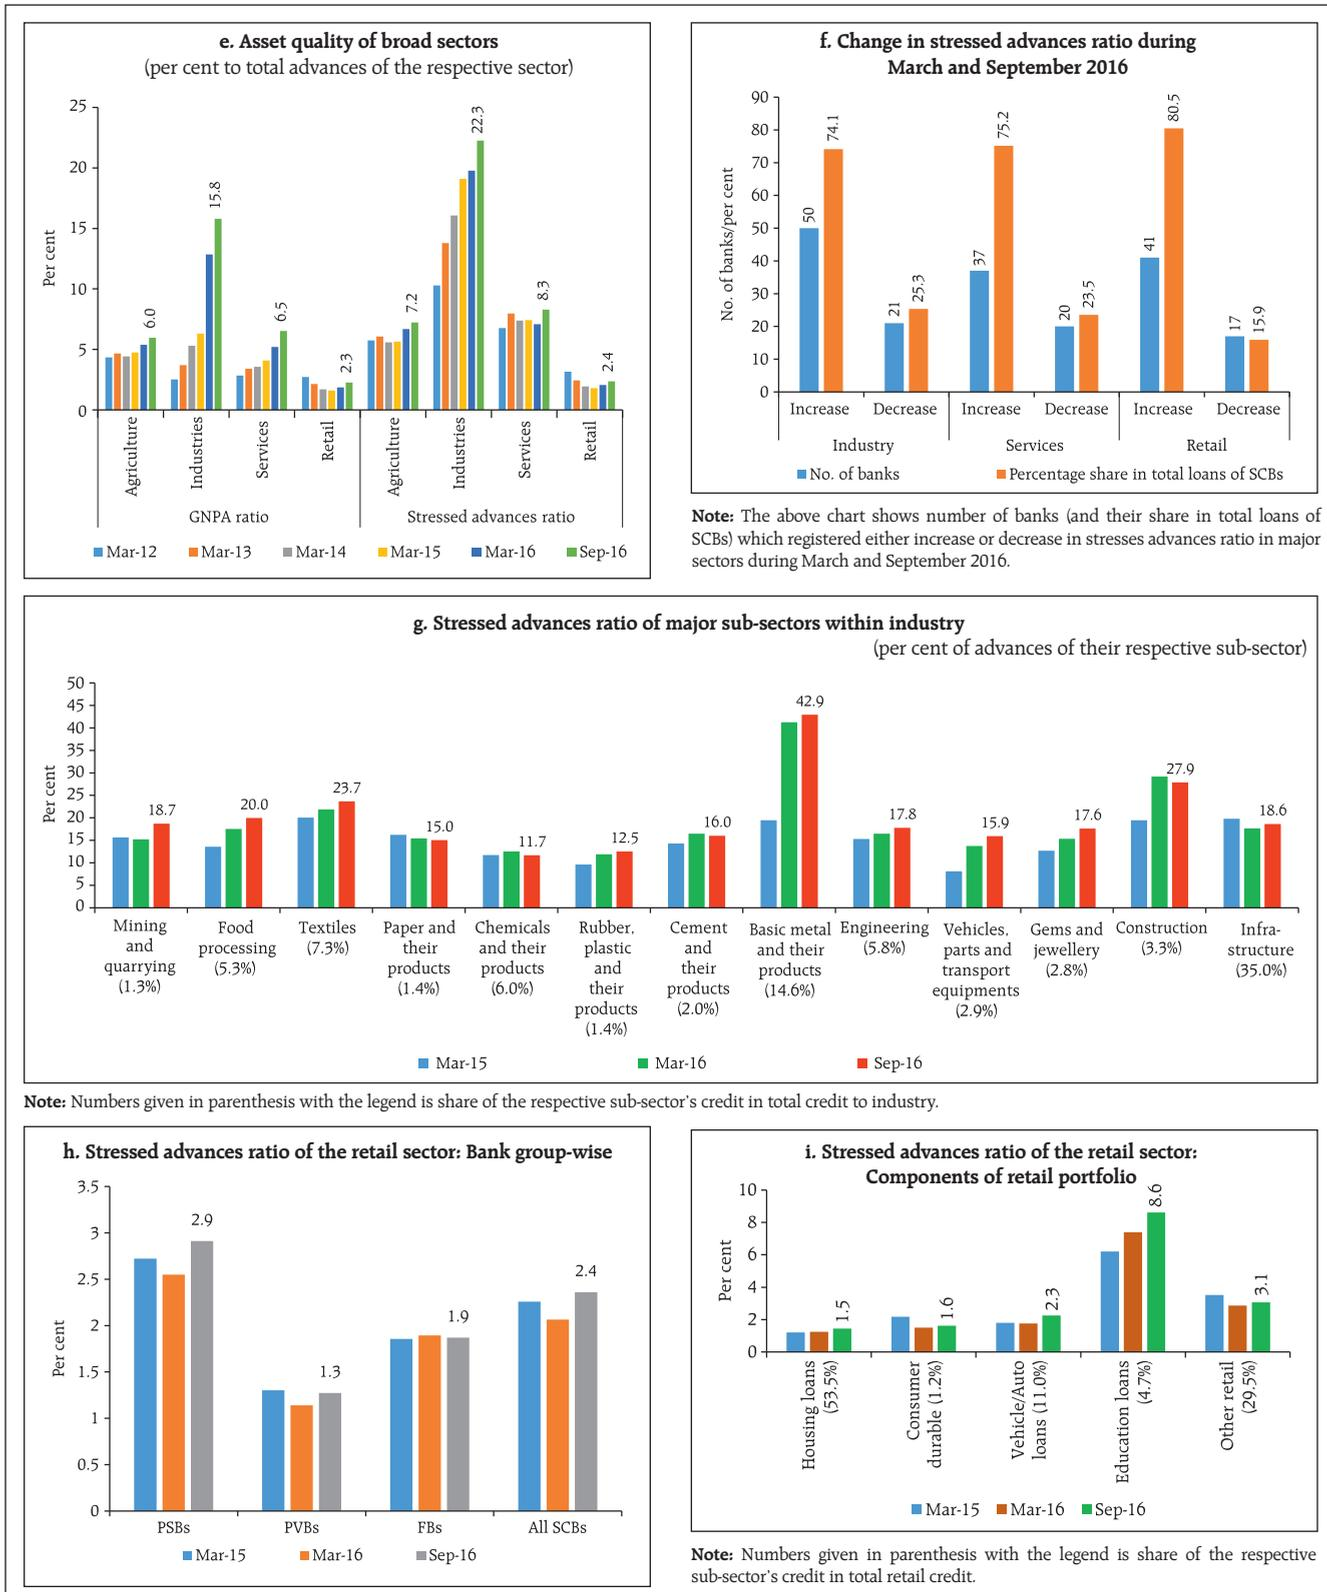 e. Asset quality of broad sectors
(per cent to total advances of the respective sector)
25
20
15
10
5
0
Per cent
6.0
15.8
6.5
2.3
7.2
22.3
8.3
2.4
Agriculture
Industries
Services
Retail
Agriculture
Industries
Services
Retail
GNPA ratio
Stressed advances ratio
Mar-12 Mar-13 Mar-14 Mar-15 Mar-16 Sep-16
f. Change in stressed advances ratio during
March and September 2016
90
80
70
60
50
40
30
20
10
0
No. of banks/per cent
50
74.1
21
25.3
37
75.2
20
23.5
41
80.5
17
15.9
Increase Decrease Increase Decrease Increase Decrease
Industry Services Retail
No. of banks Percentage share in total loans of SCBs
Note: The above chart shows number of banks (and their share in total loans of
SCBs) which registered either increase or decrease in stresses advances ratio in major
sectors during March and September 2016.
g. Stressed advances ratio of major sub-sectors within industry
(per cent of advances of their respective sub-sector)
50
45
40
35
30
25
20
15
10
5
0
Per cent
18.7
20.0
23.7
15.0
11.7
12.5
16.0
42.9
17.8
15.9
17.6
27.9
18.6
Mining
and
quarrying
(1.3%)
Food
processing
(5.3%)
Textiles
(7.3%)
Paper and
their
products
(1.4%)
Chemicals
and their
products
(6.0%)
Rubber,
plastic
and
their
products
(1.4%)
Cement
and
their
products
(2.0%)
Basic metal
and their
products
(14.6%)
Engineering
(5.8%)
Vehicles,
parts and
transport
equipments
(2.9%)
Gems and
jewellery
(2.8%)
Construction
(3.3%)
Infra-
structure
(35.0%)
Mar-15 Mar-16 Sep-16
Note: Numbers given in parenthesis with the legend is share of the respective sub-sector's credit in total credit to industry.
h. Stressed advances ratio of the retail sector: Bank group-wise
3.5
3
2.5
2
1.5
1
0.5
0
Per cent
2.9
1.3
1.9
2.4
PSBs PVBs FBs All SCBs
Mar-15 Mar-16 Sep-16
i. Stressed advances ratio of the retail sector:
Components of retail portfolio
10
8
6
4
2
0
Per cent
1.5
1.6
2.3
8.6
3.1
Housing loans
(53.5%)
Consumer
durable (1.2%)
Vehicle/Auto
loans (11.0%)
Education loans
(4.7%)
Other retail
(29.5%)
Mar-15 Mar-16 Sep-16
Note: Numbers given in parenthesis with the legend is share of the respective
sub-sector's credit in total retail credit.